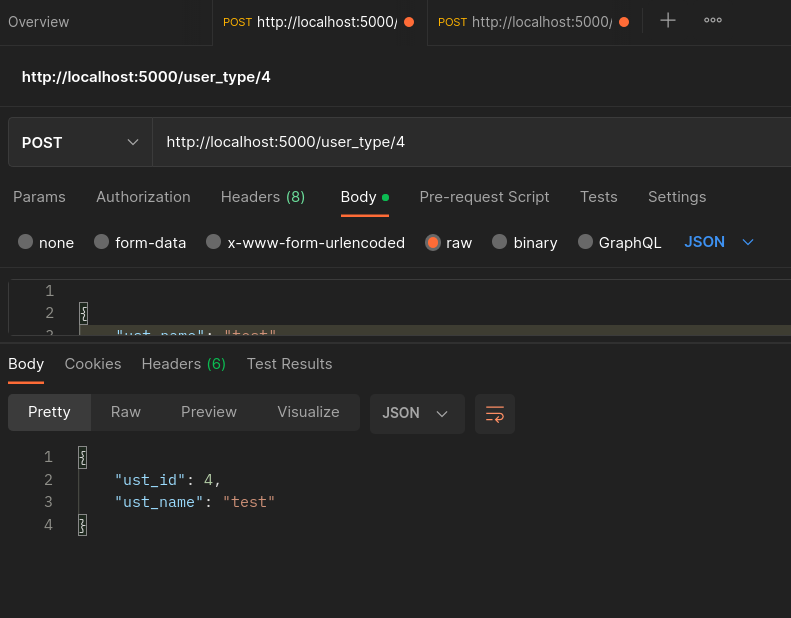 Overview POST http://localhost:5000/ POST http://localhost:5000/
http://localhost:5000/user_type/4
POST http://localhost:5000/user_type/4
Params Authorization Headers (8) Body Pre-request Script Tests Settings
none form-data x-www-form-urlencoded raw binary GraphQL JSON
1
2 {
3 "ust_name": "test"
Body Cookies Headers (6) Test Results
Pretty Raw Preview Visualize JSON
1 {
2 "ust_id": 4,
3 "ust_name": "test"
4 }